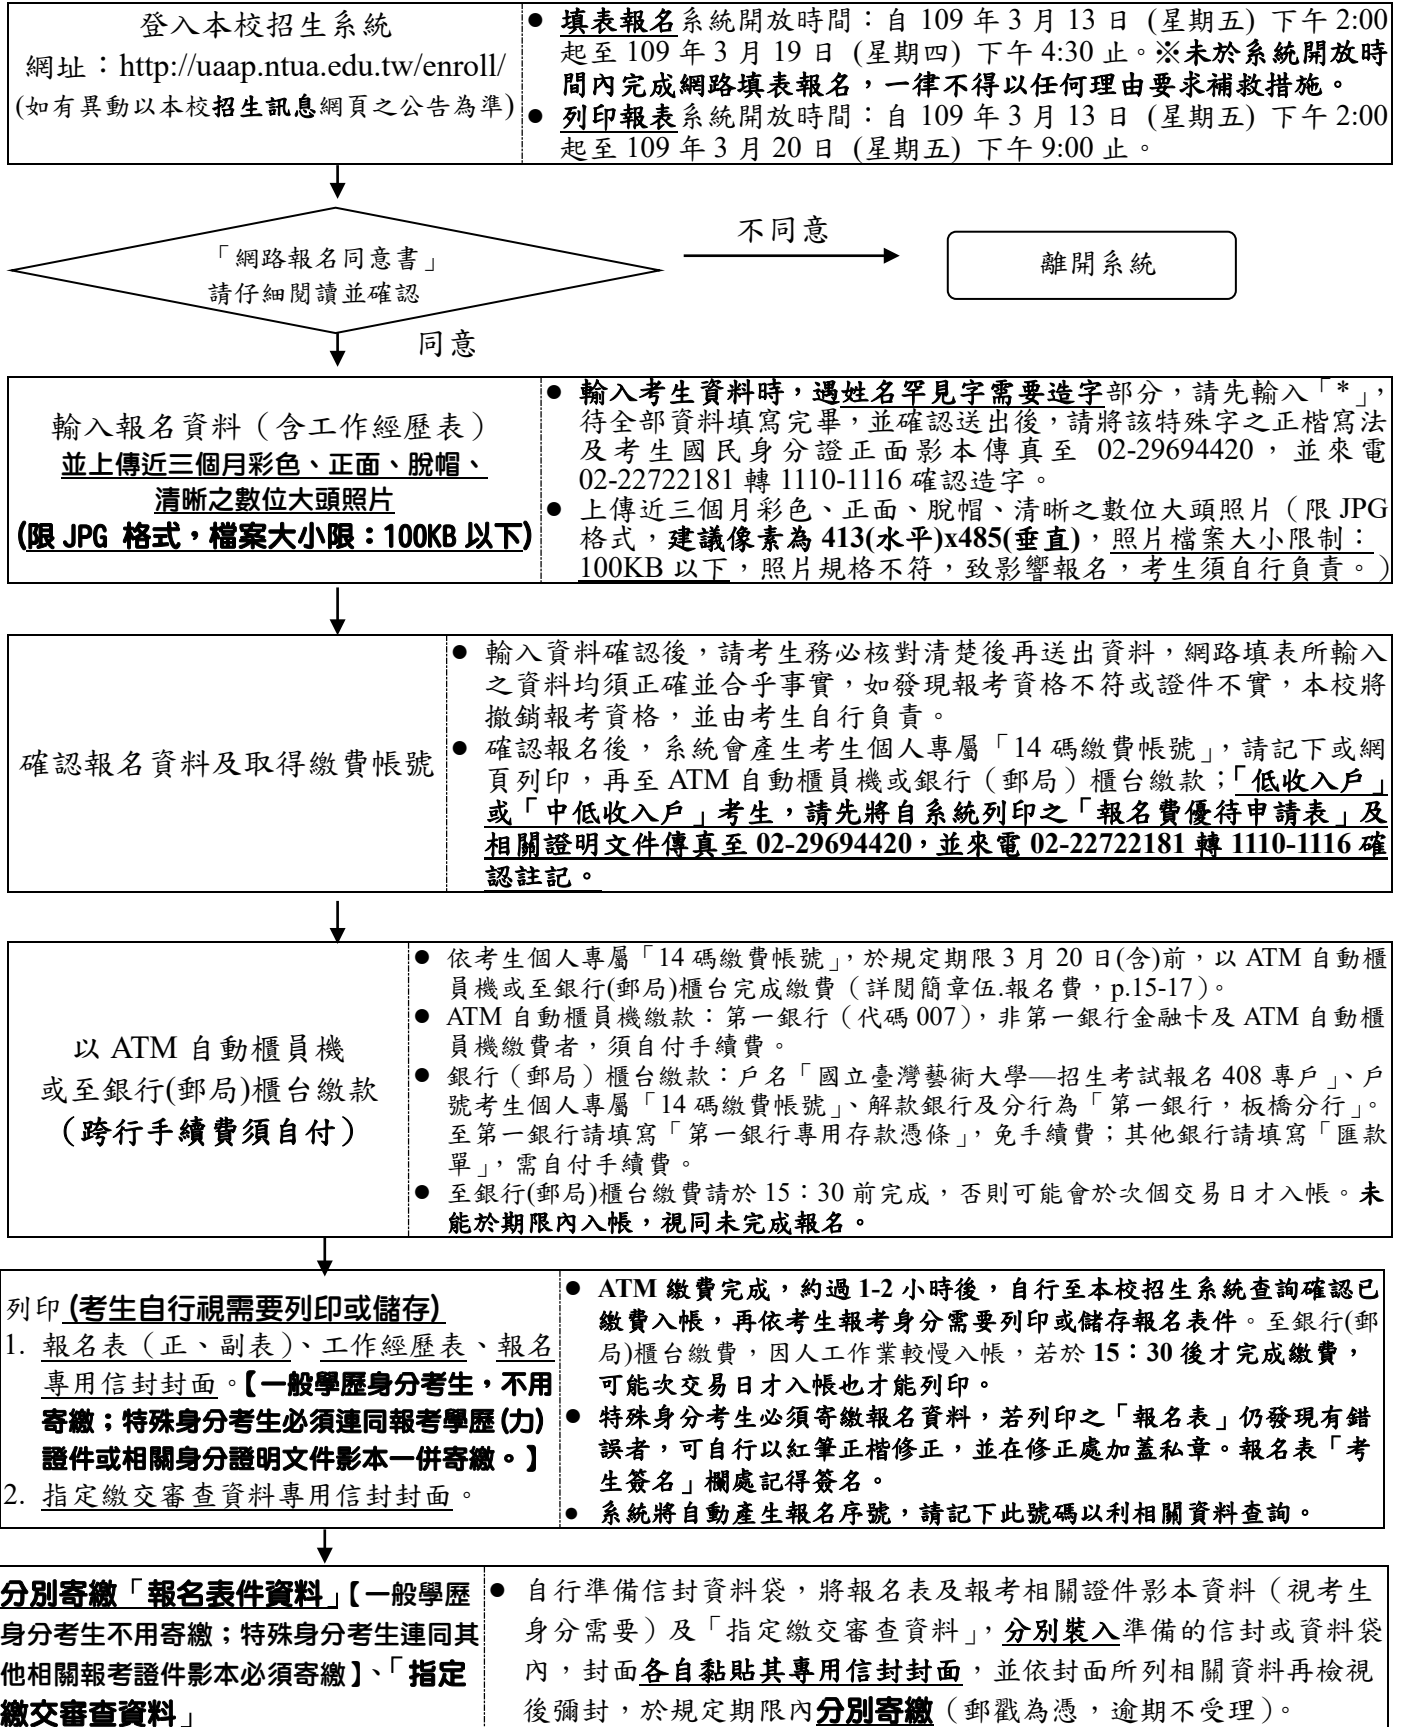 登入本校招生系統
網址：http://uaap.ntua.edu.tw/enroll/
(如有異動以本校招生訊息網頁之公告為準)
● 填表報名系統開放時間：自 109 年 3 月 13 日 (星期五) 下午 2:00
起至 109 年 3 月 19 日 (星期四) 下午 4:30 止。※未於系統開放時
間內完成網路填表報名，一律不得以任何理由要求補救措施。
● 列印報表系統開放時間：自 109 年 3 月 13 日 (星期五) 下午 2:00
起至 109 年 3 月 20 日 (星期五) 下午 9:00 止。
「網路報名同意書」
請仔細閱讀並確認
不同意
離開系統
同意
輸入報名資料（含工作經歷表）
並上傳近三個月彩色、正面、脫帽、
清晰之數位大頭照片
(限 JPG 格式，檔案大小限：100KB 以下)
● 輸入考生資料時，遇姓名罕見字需要造字部分，請先輸入「*」，
待全部資料填寫完畢，並確認送出後，請將該特殊字之正楷寫法
及考生國民身分證正面影本傳真至 02-29694420，並來電
02-22722181 轉 1110-1116 確認造字。
● 上傳近三個月彩色、正面、脫帽、清晰之數位大頭照片（限 JPG
格式，建議像素為 413(水平)x485(垂直)，照片檔案大小限制：
100KB 以下，照片規格不符，致影響報名，考生須自行負責。）
確認報名資料及取得繳費帳號
● 輸入資料確認後，請考生務必核對清楚後再送出資料，網路填表所輸入
之資料均須正確並合乎事實，如發現報考資格不符或證件不實，本校將
撤銷報考資格，並由考生自行負責。
● 確認報名後，系統會產生考生個人專屬「14 碼繳費帳號」，請記下或網
頁列印，再至 ATM 自動櫃員機或銀行（郵局）櫃台繳款；「低收入戶」
或「中低收入戶」考生，請先將自系統列印之「報名費優待申請表」及
相關證明文件傳真至 02-29694420，並來電 02-22722181 轉 1110-1116 確
認註記。
以 ATM 自動櫃員機
或至銀行(郵局)櫃台繳款
（跨行手續費須自付）
● 依考生個人專屬「14 碼繳費帳號」，於規定期限 3 月 20 日(含)前，以 ATM 自動櫃
員機或至銀行(郵局)櫃台完成繳費（詳閱簡章伍.報名費，p.15-17）。
● ATM 自動櫃員機繳款：第一銀行（代碼 007），非第一銀行金融卡及 ATM 自動櫃
員機繳費者，須自付手續費。
● 銀行（郵局）櫃台繳款：戶名「國立臺灣藝術大學—招生考試報名 408 專戶」、戶
號考生個人專屬「14 碼繳費帳號」、解款銀行及分行為「第一銀行，板橋分行」。
至第一銀行請填寫「第一銀行專用存款憑條」，免手續費；其他銀行請填寫「匯款
單」，需自付手續費。
● 至銀行(郵局)櫃台繳費請於 15：30 前完成，否則可能會於次個交易日才入帳。未
能於期限內入帳，視同未完成報名。
列印(考生自行視需要列印或儲存)
1. 報名表（正、副表）、工作經歷表、報名
專用信封封面。【一般學歷身分考生，不用
寄繳；特殊身分考生必須連同報考學歷(力)
證件或相關身分證明文件影本一併寄繳。】
2. 指定繳交審查資料專用信封封面。
● ATM 繳費完成，約過 1-2 小時後，自行至本校招生系統查詢確認已
繳費入帳，再依考生報考身分需要列印或儲存報名表件。至銀行(郵
局)櫃台繳費，因人工作業較慢入帳，若於 15：30 後才完成繳費，
可能次交易日才入帳也才能列印。
● 特殊身分考生必須寄繳報名資料，若列印之「報名表」仍發現有錯
誤者，可自行以紅筆正楷修正，並在修正處加蓋私章。報名表「考
生簽名」欄處記得簽名。
● 系統將自動產生報名序號，請記下此號碼以利相關資料查詢。
分別寄繳「報名表件資料」【一般學歷
身分考生不用寄繳；特殊身分考生連同其
他相關報考證件影本必須寄繳】、「指定
繳交審查資料」
● 自行準備信封資料袋，將報名表及報考相關證件影本資料（視考生
身分需要）及「指定繳交審查資料」，分別裝入準備的信封或資料袋
內，封面各自黏貼其專用信封封面，並依封面所列相關資料再檢視
後彌封，於規定期限內分別寄繳（郵戳為憑，逾期不受理）。